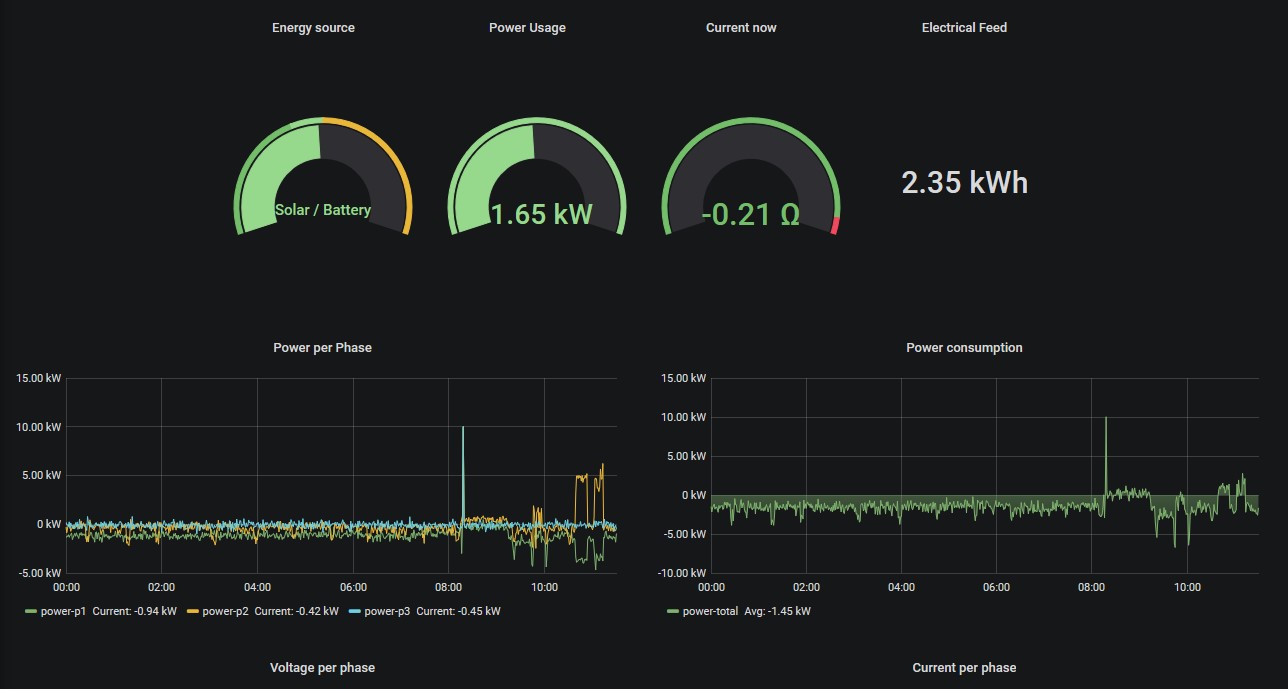 Energy source
Power Usage
Current now
Electrical Feed
Solar / Battery
1.65 kW
-0.21 Ω
2.35 kWh
Power per Phase
15.00 kW
10.00 kW
5.00 kW
0 kW
-5.00 kW
00:00 02:00 04:00 06:00 08:00 10:00
power-p1 Current: -0.94 kW power-p2 Current: -0.42 kW power-p3 Current: -0.45 kW
Power consumption
15.00 kW
10.00 kW
5.00 kW
0 kW
-5.00 kW
-10.00 kW
00:00 02:00 04:00 06:00 08:00 10:00
power-total Avg: -1.45 kW
Voltage per phase
Current per phase